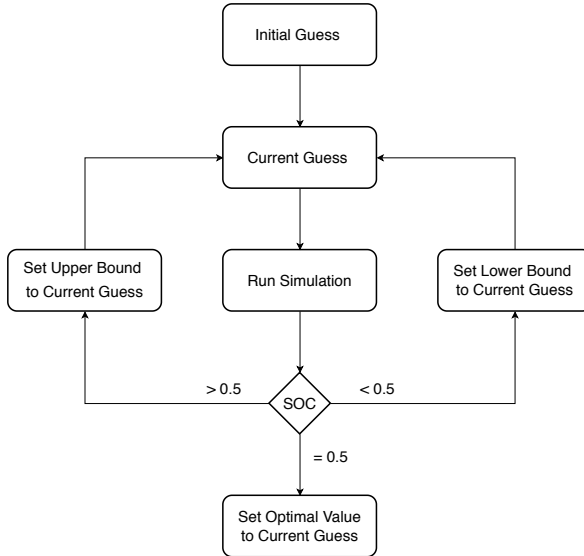 Initial Guess
Current Guess
Set Upper Bound
to Current Guess
Run Simulation
Set Lower Bound
to Current Guess
> 0.5
SOC
< 0.5
= 0.5
Set Optimal Value
to Current Guess